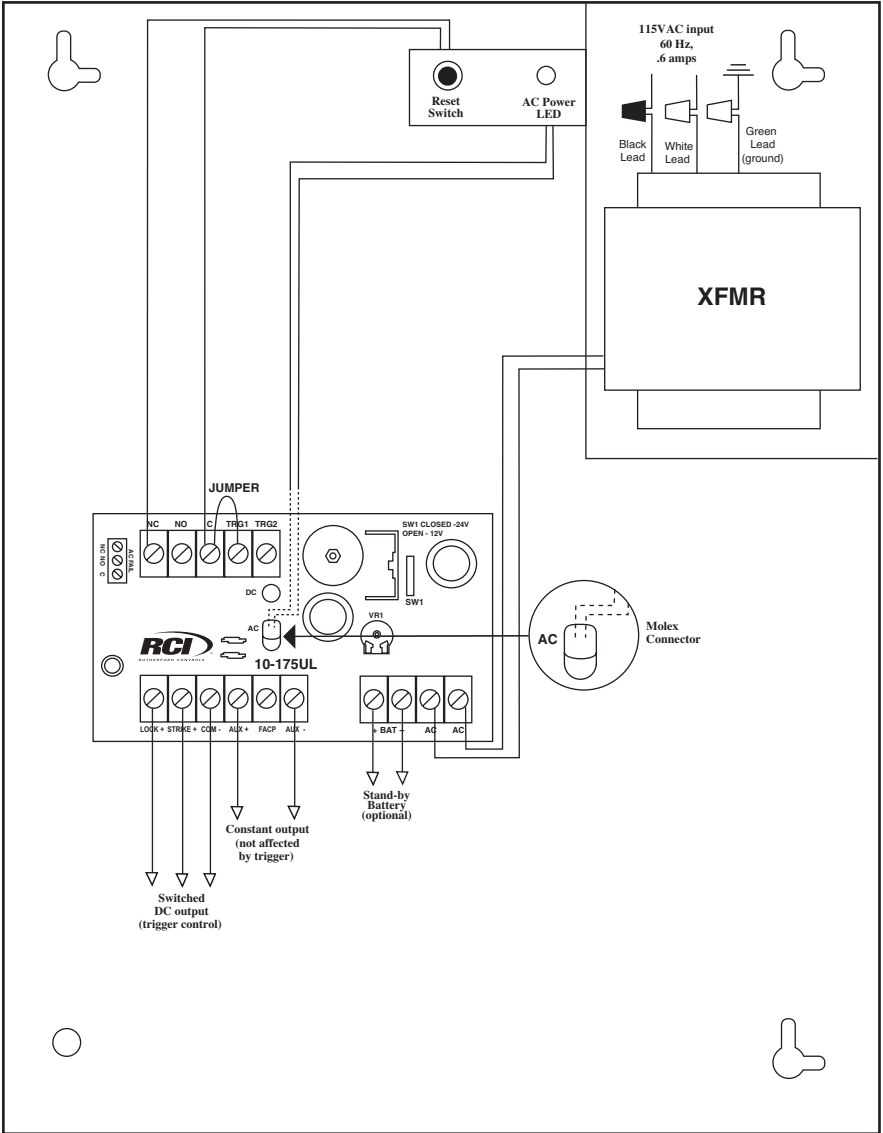 115VAC input
60 Hz,
.6 amps
Reset
Switch
AC Power
LED
Black
Lead
White
Lead
Green
Lead
(ground)
XFMR
JUMPER
NC NO C TRG1 TRG2
AC FAIL
NC NO C
SW1 CLOSED -24V
OPEN - 12V
SW1
DC
AC
VR1
RCI
RUTHERFORD CONTROLS
10-175UL
AC
Molex
Connector
LOCK + STRIKE + COM - AUX + FACP AUX -
+ BAT - AC AC
Stand-by
Battery
(optional)
Constant output
(not affected
by trigger)
Switched
DC output
(trigger control)